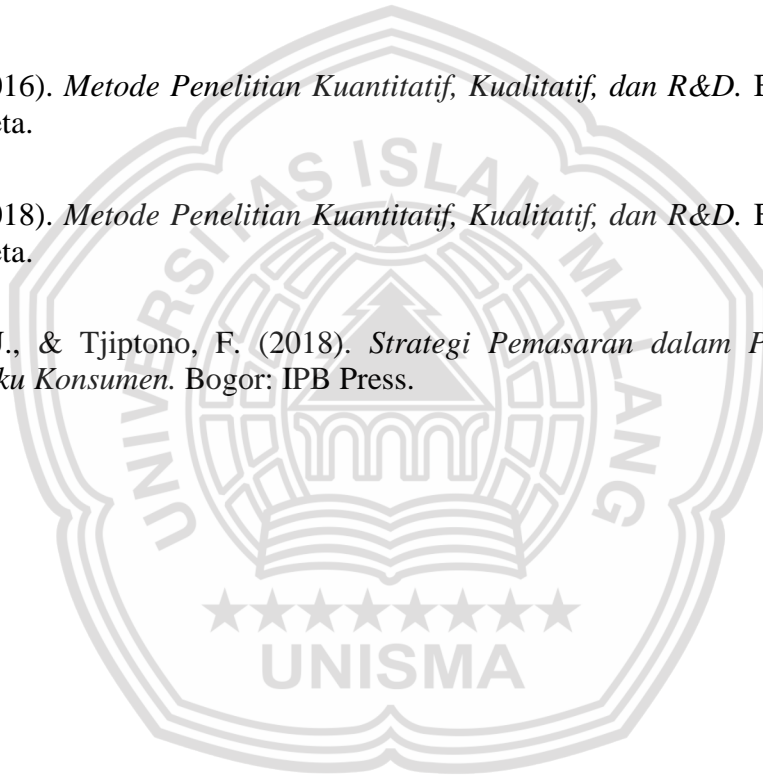 016). Metode Penelitian Kuantitatif, Kualitatif, dan R&D.
eta.
018). Metode Penelitian Kuantitatif, Kualitatif, dan R&D.
eta.
J., & Tjiptono, F. (2018). Strategi Pemasaran dalam P
ku Konsumen. Bogor: IPB Press.
UNIVERSITAS ISLAM MALANG
UNISMA